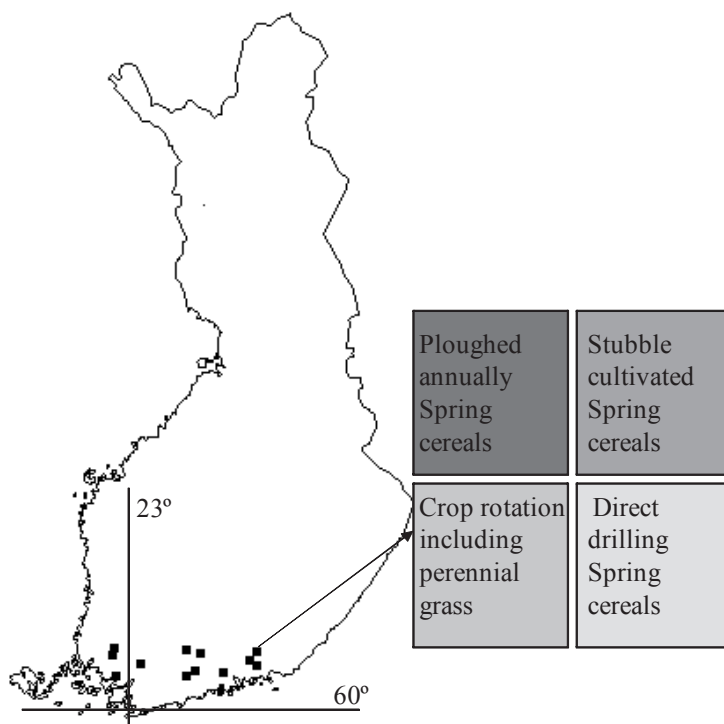 Ploughed
annually
Spring
cereals
Stubble
cultivated
Spring
cereals
Crop rotation
including
perennial
grass
Direct
drilling
Spring
cereals
23º
60º